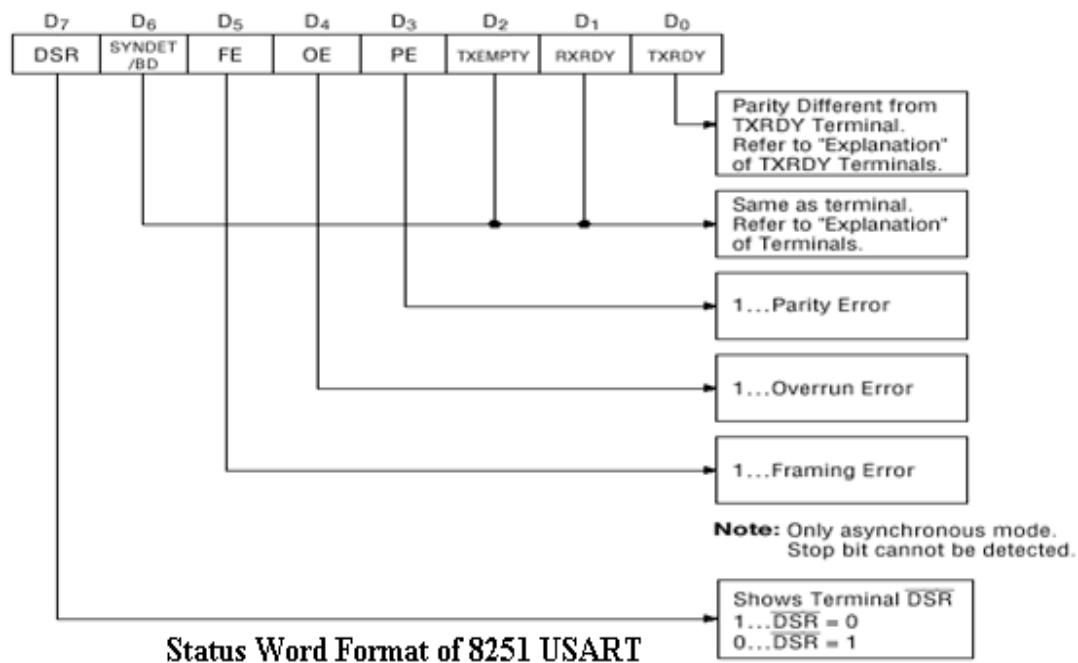 D7 D6 D5 D4 D3 D2 D1 D0
DSR SYNDET /BD FE OE PE TXEMPTY RXRDY TXRDY
Parity Different from
TXRDY Terminal.
Refer to "Explanation"
of TXRDY Terminals.
Same as terminal.
Refer to "Explanation"
of Terminals.
1...Parity Error
1...Overrun Error
1...Framing Error
Note: Only asynchronous mode.
Stop bit cannot be detected.
Shows Terminal D̅S̅R̅
1...D̅S̅R̅ = 0
0...D̅S̅R̅ = 1
Status Word Format of 8251 USART